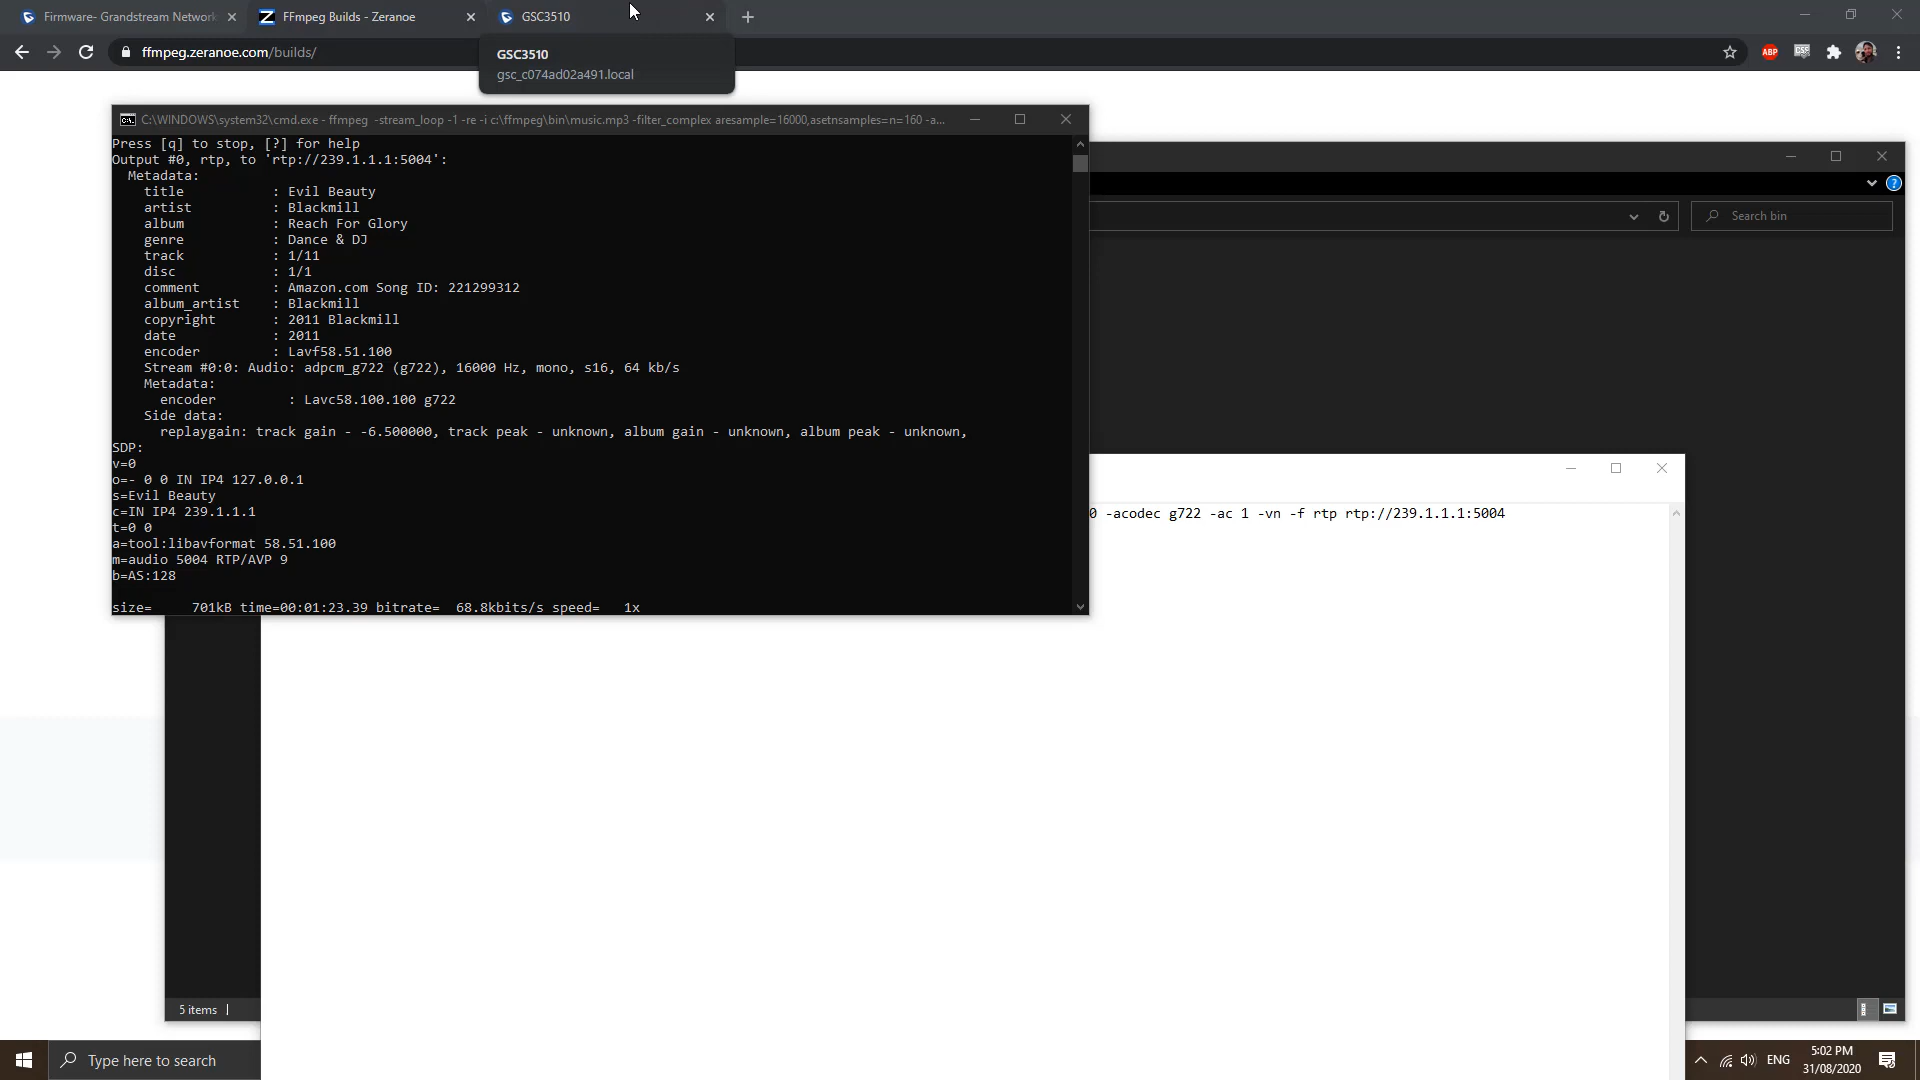 Firmware- Grandstream Network
FFmpeg Builds - Zeranoe
GSC3510
ffmpeg.zeranoe.com/builds/
ABP
CSP
GSC3510
gsc_c074ad02a491.local
C:\WINDOWS\system32\cmd.exe - ffmpeg  -stream_loop -1 -re -i c:\ffmpeg\bin\music.mp3 -filter_complex aresample=16000,asetnsamples=n=160 -a...
Press [q] to stop, [?] for help
Output #0, rtp, to 'rtp://239.1.1.1:5004':
  Metadata:
    title           : Evil Beauty
    artist          : Blackmill
    album           : Reach For Glory
    genre           : Dance & DJ
    track           : 1/11
    disc            : 1/1
    comment         : Amazon.com Song ID: 221299312
    album_artist    : Blackmill
    copyright       : 2011 Blackmill
    date            : 2011
    encoder         : Lavf58.51.100
    Stream #0:0: Audio: adpcm_g722 (g722), 16000 Hz, mono, s16, 64 kb/s
    Metadata:
      encoder         : Lavc58.100.100 g722
    Side data:
      replaygain: track gain - -6.500000, track peak - unknown, album gain - unknown, album peak - unknown,
SDP:
v=0
o=- 0 0 IN IP4 127.0.0.1
s=Evil Beauty
c=IN IP4 239.1.1.1
t=0 0
a=tool:libavformat 58.51.100
m=audio 5004 RTP/AVP 9
b=AS:128
size=     701kB time=00:01:23.39 bitrate=  68.8kbits/s speed=   1x
Search bin
0 -acodec g722 -ac 1 -vn -f rtp rtp://239.1.1.1:5004
5 items
Type here to search
ENG
5:02 PM
31/08/2020